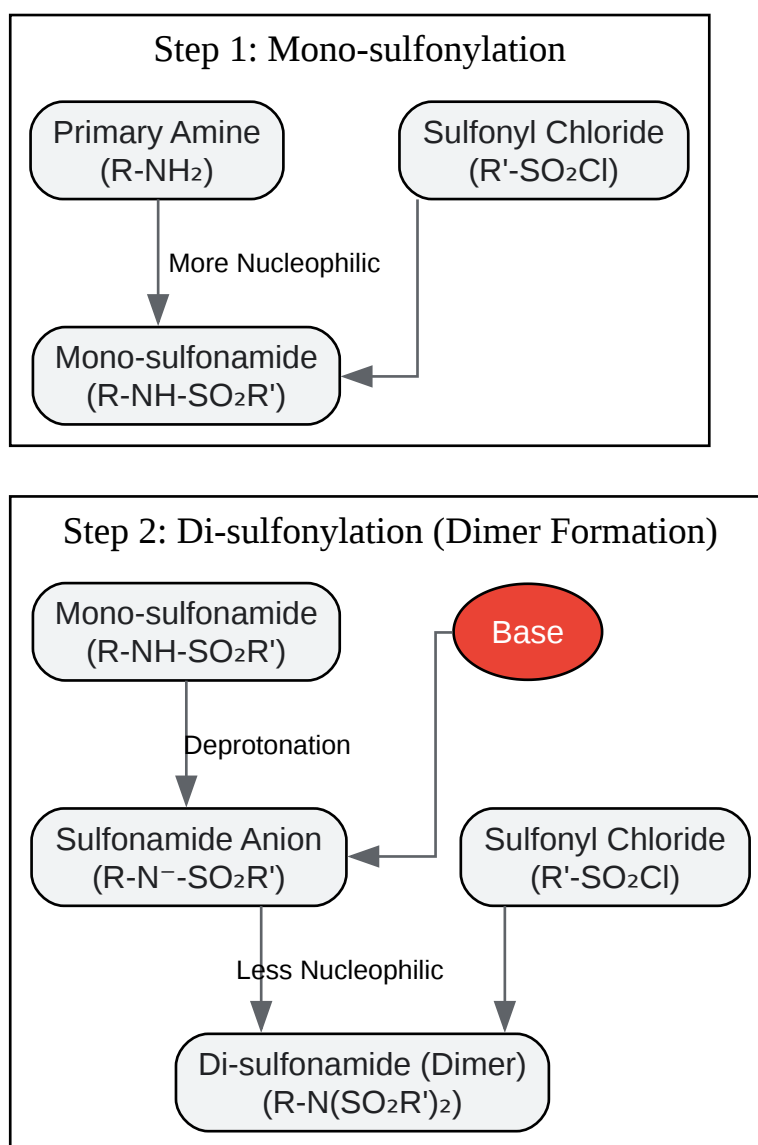 Step 1: Mono-sulfonylation
Primary Amine
(R-NH₂)
Sulfonyl Chloride
(R'-SO₂Cl)
More Nucleophilic
Mono-sulfonamide
(R-NH-SO₂R')
Step 2: Di-sulfonylation (Dimer Formation)
Mono-sulfonamide
(R-NH-SO₂R')
Base
Deprotonation
Sulfonamide Anion
(R-N⁻-SO₂R')
Sulfonyl Chloride
(R'-SO₂Cl)
Less Nucleophilic
Di-sulfonamide (Dimer)
(R-N(SO₂R')₂)